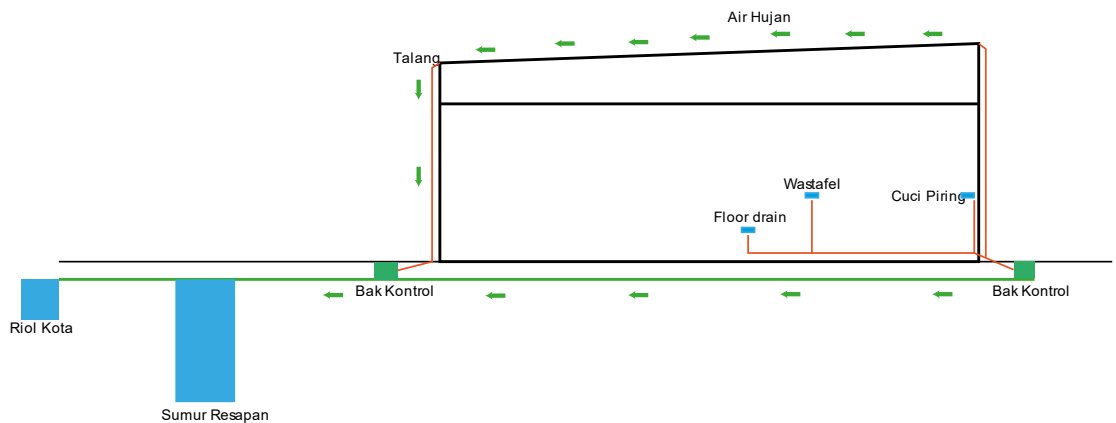 Air Hujan
Talang
Wastafel
Cuci Piring
Floor drain
Bak Kontrol
Bak Kontrol
Riol Kota
Sumur Resapan